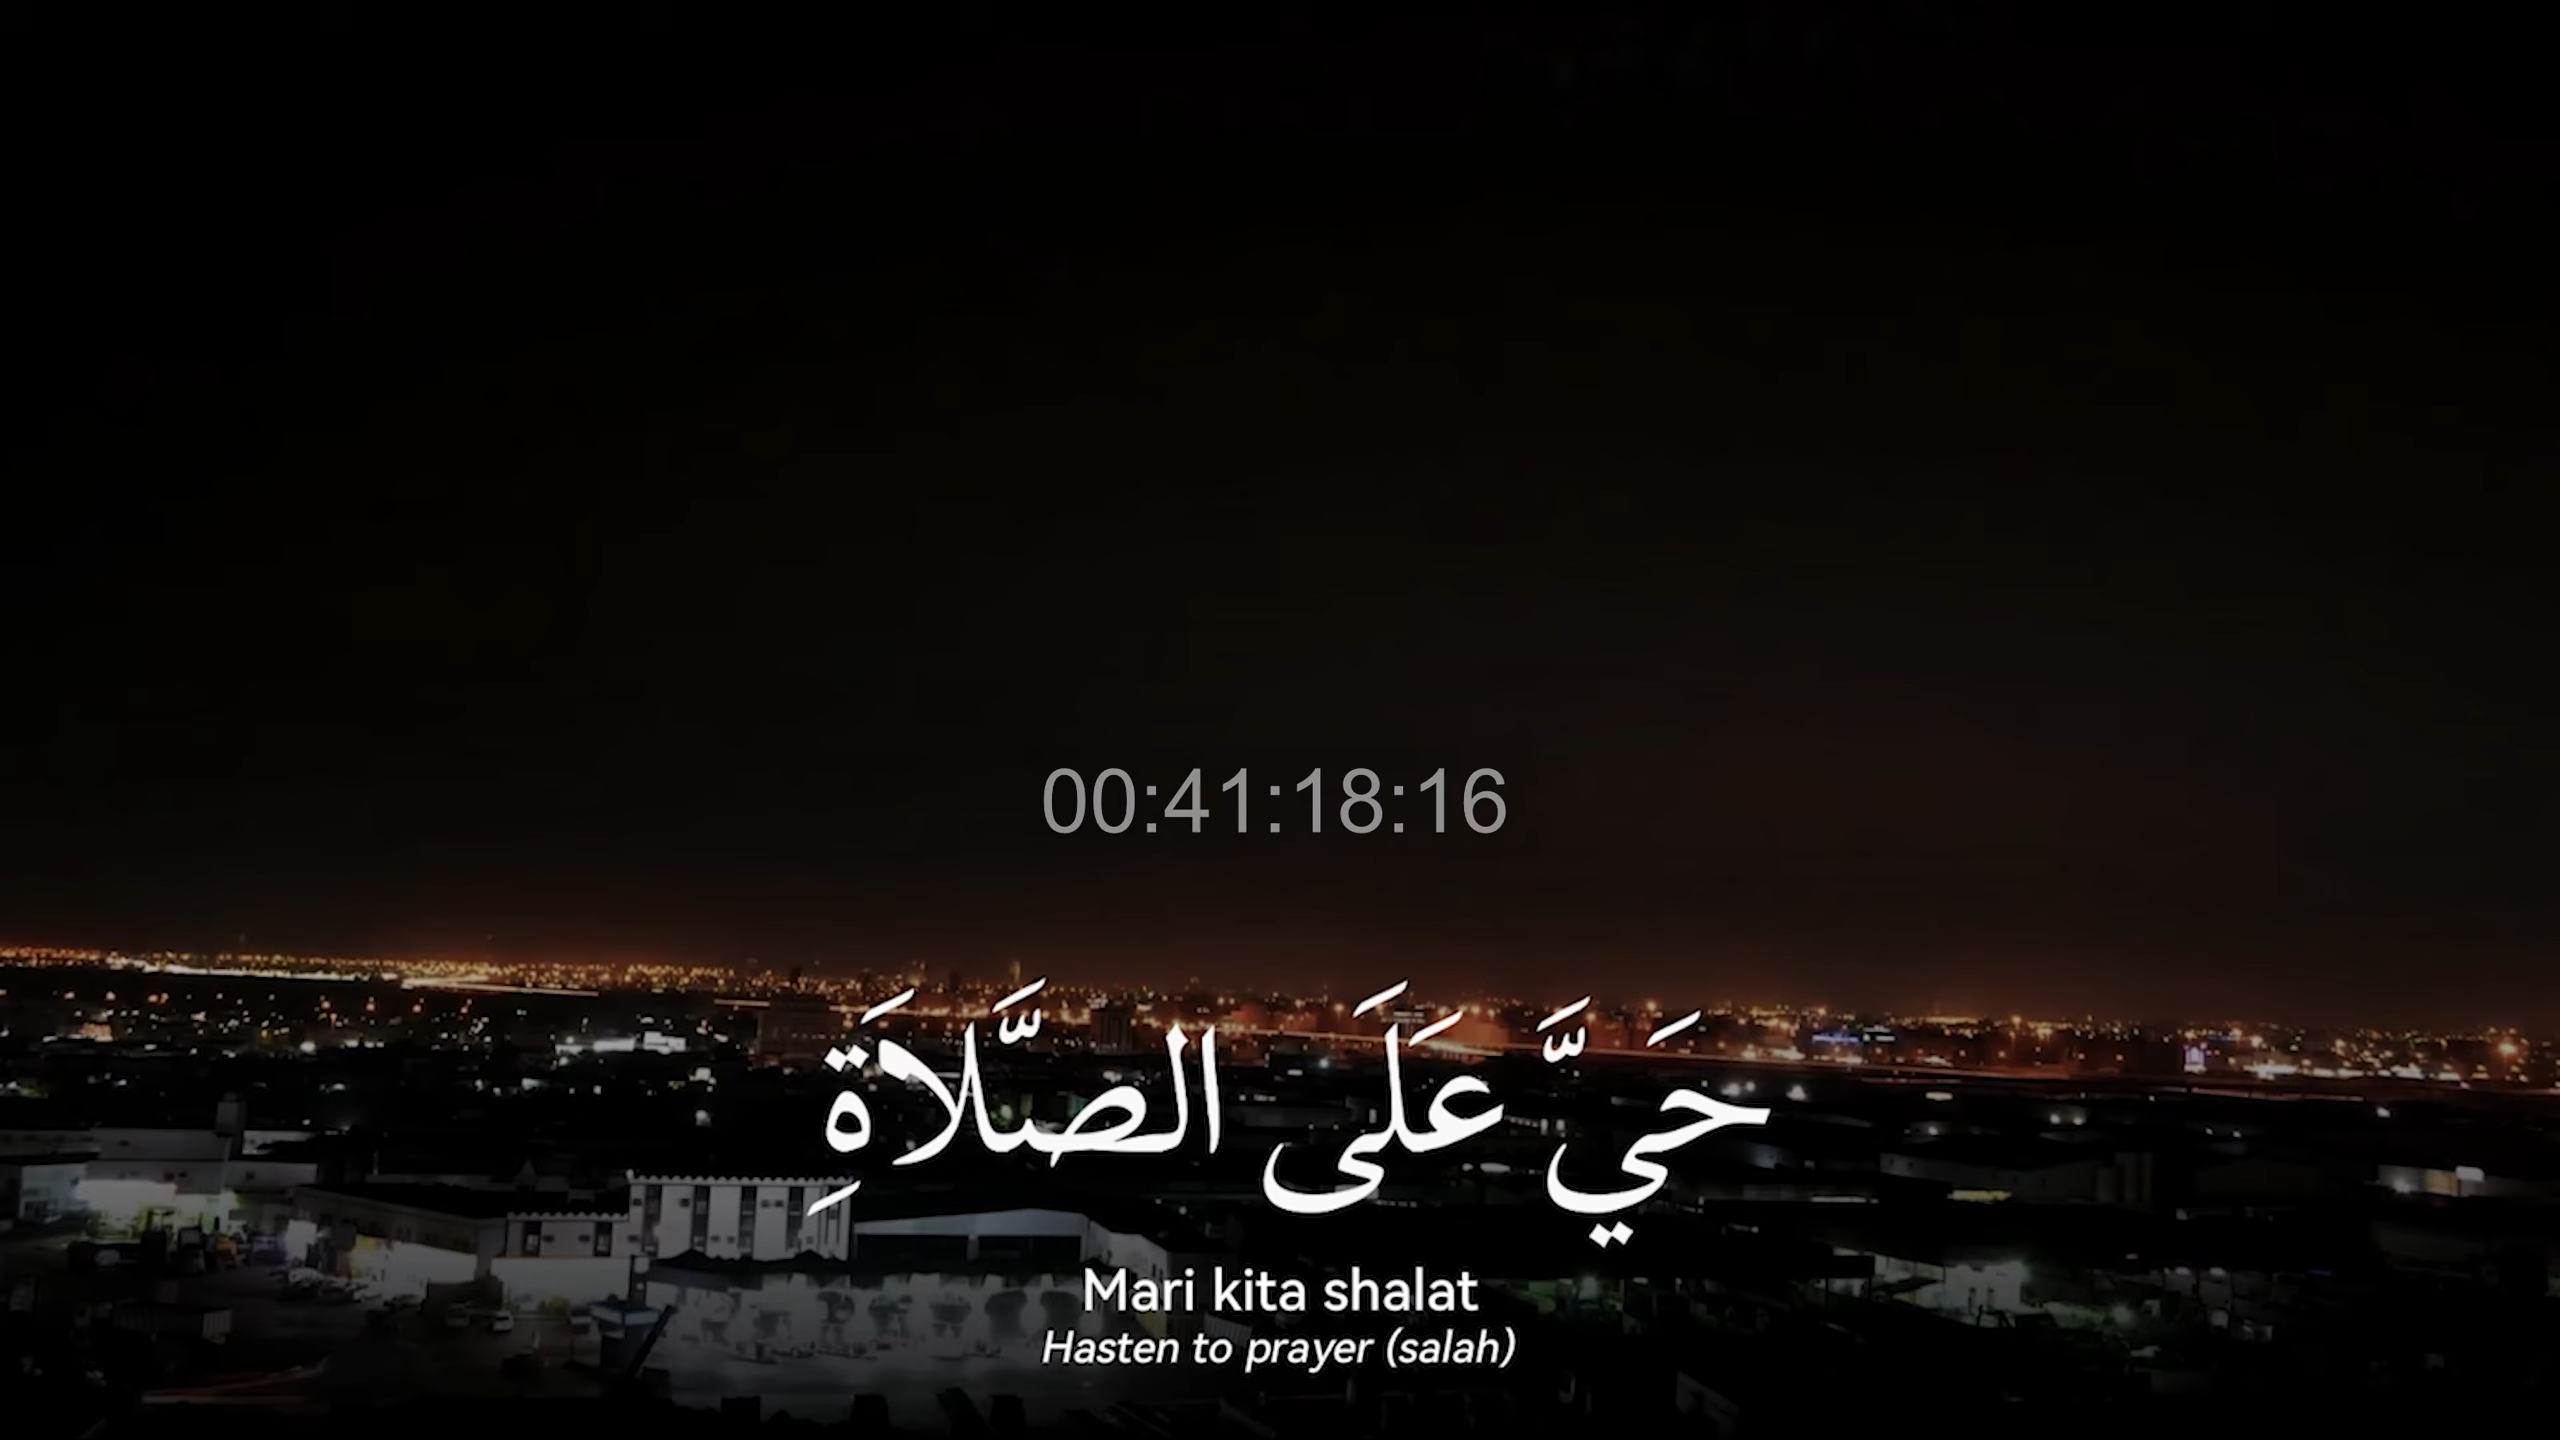 00:41:18:16
حَيَّ عَلَى الصَّلَاةِ
Mari kita shalat
Hasten to prayer (salah)